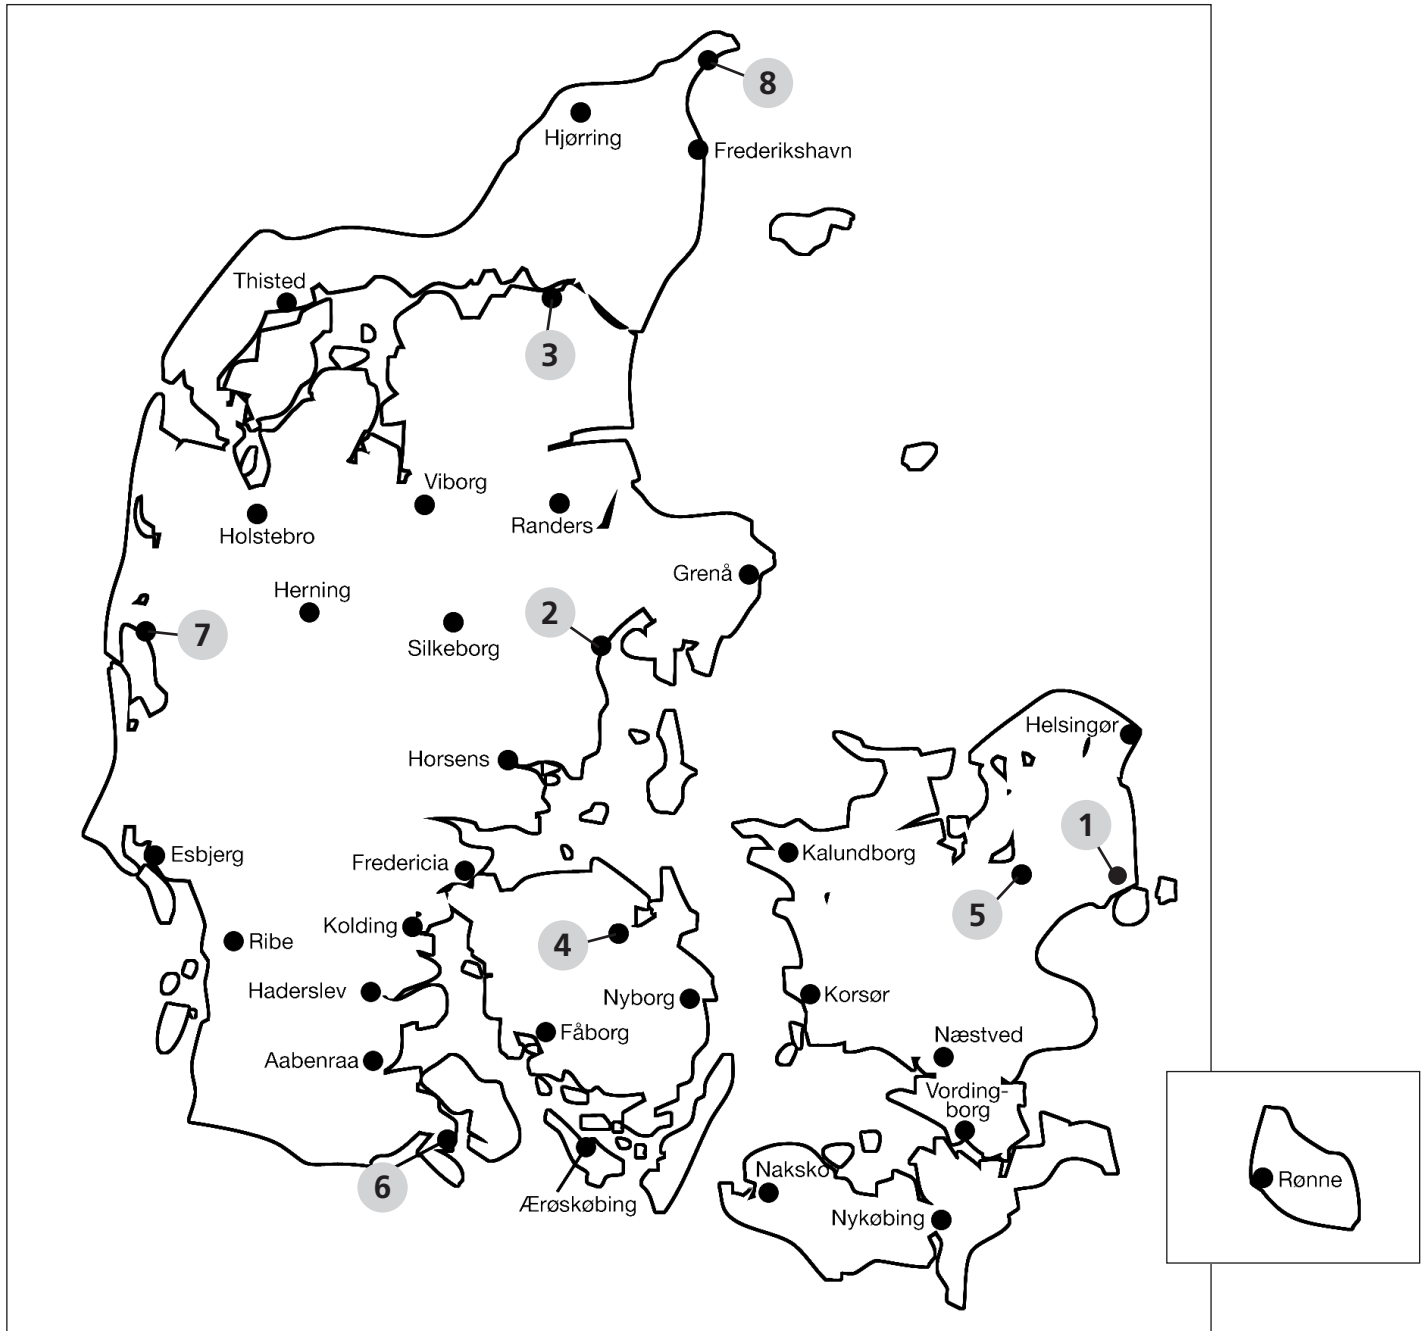 8
Hjørring
Frederikshavn
Thisted
3
Viborg
Randers
Holstebro
Grenå
Herning
2
7
Silkeborg
Helsingør
Horsens
1
Esbjerg
Fredericia
Kalundborg
5
Kolding
4
Ribe
Haderslev
Nyborg
Korsør
Fåborg
Næstved
Aabenraa
Vording-
borg
6
Nakskov
Rønne
Ærøskøbing
Nykøbing